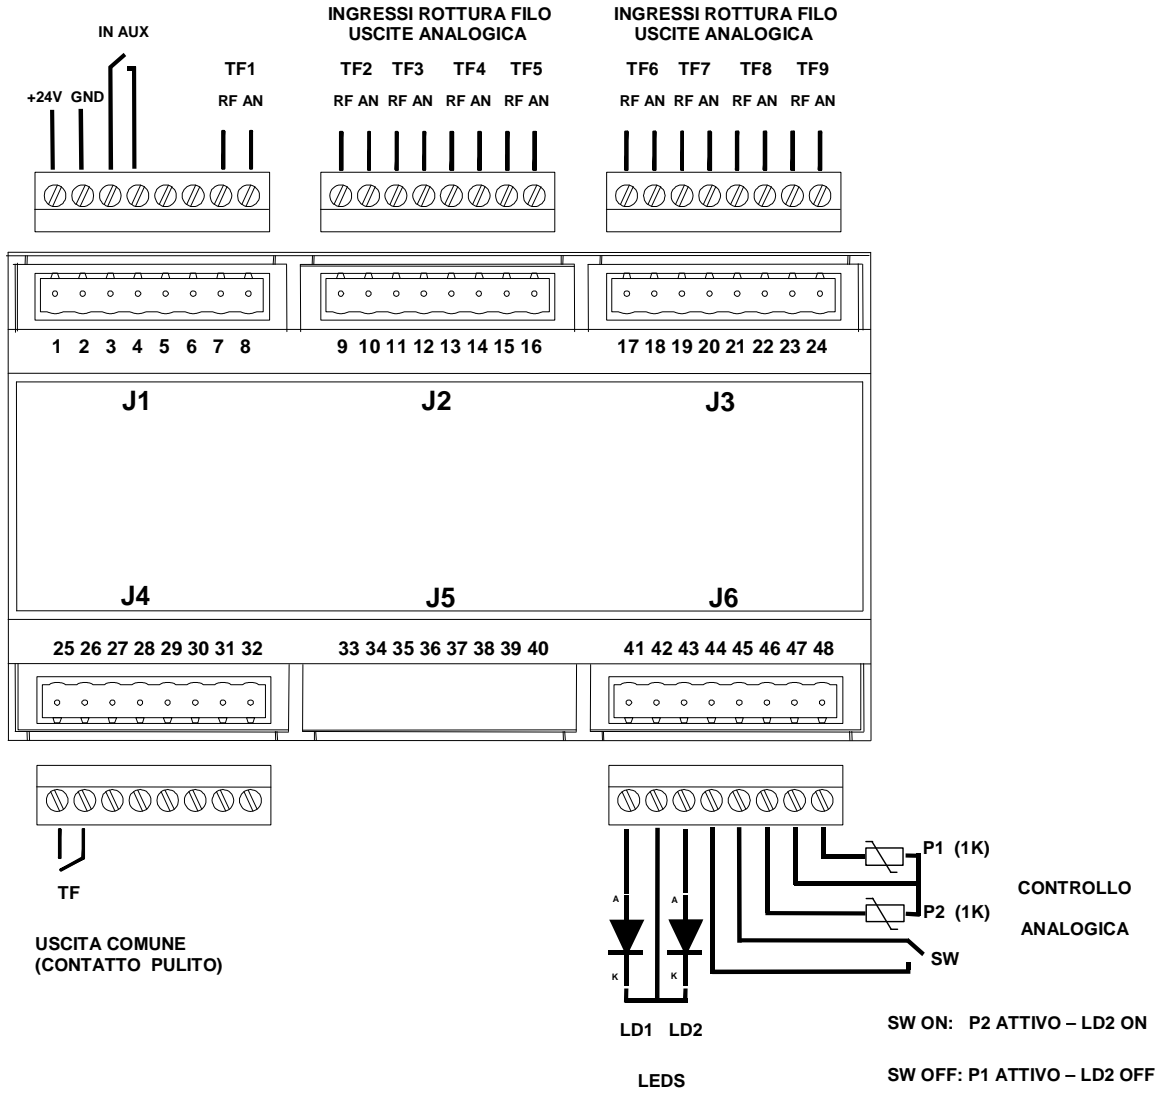 INGRESSI ROTTURA FILO
USCITE ANALOGICA
INGRESSI ROTTURA FILO
USCITE ANALOGICA
IN AUX
+24V GND
TF1
RF AN
TF2 TF3 TF4 TF5
RF AN RF AN RF AN RF AN
TF6 TF7 TF8 TF9
RF AN RF AN RF AN RF AN
1 2 3 4 5 6 7 8
9 10 11 12 13 14 15 16
17 18 19 20 21 22 23 24
J1
J2
J3
J4
J5
J6
25 26 27 28 29 30 31 32
33 34 35 36 37 38 39 40
41 42 43 44 45 46 47 48
TF
USCITA COMUNE
(CONTATTO PULITO)
A
A
K
K
LD1 LD2
LEDS
P1 (1K)
P2 (1K)
SW
CONTROLLO
ANALOGICA
SW ON: P2 ATTIVO – LD2 ON
SW OFF: P1 ATTIVO – LD2 OFF